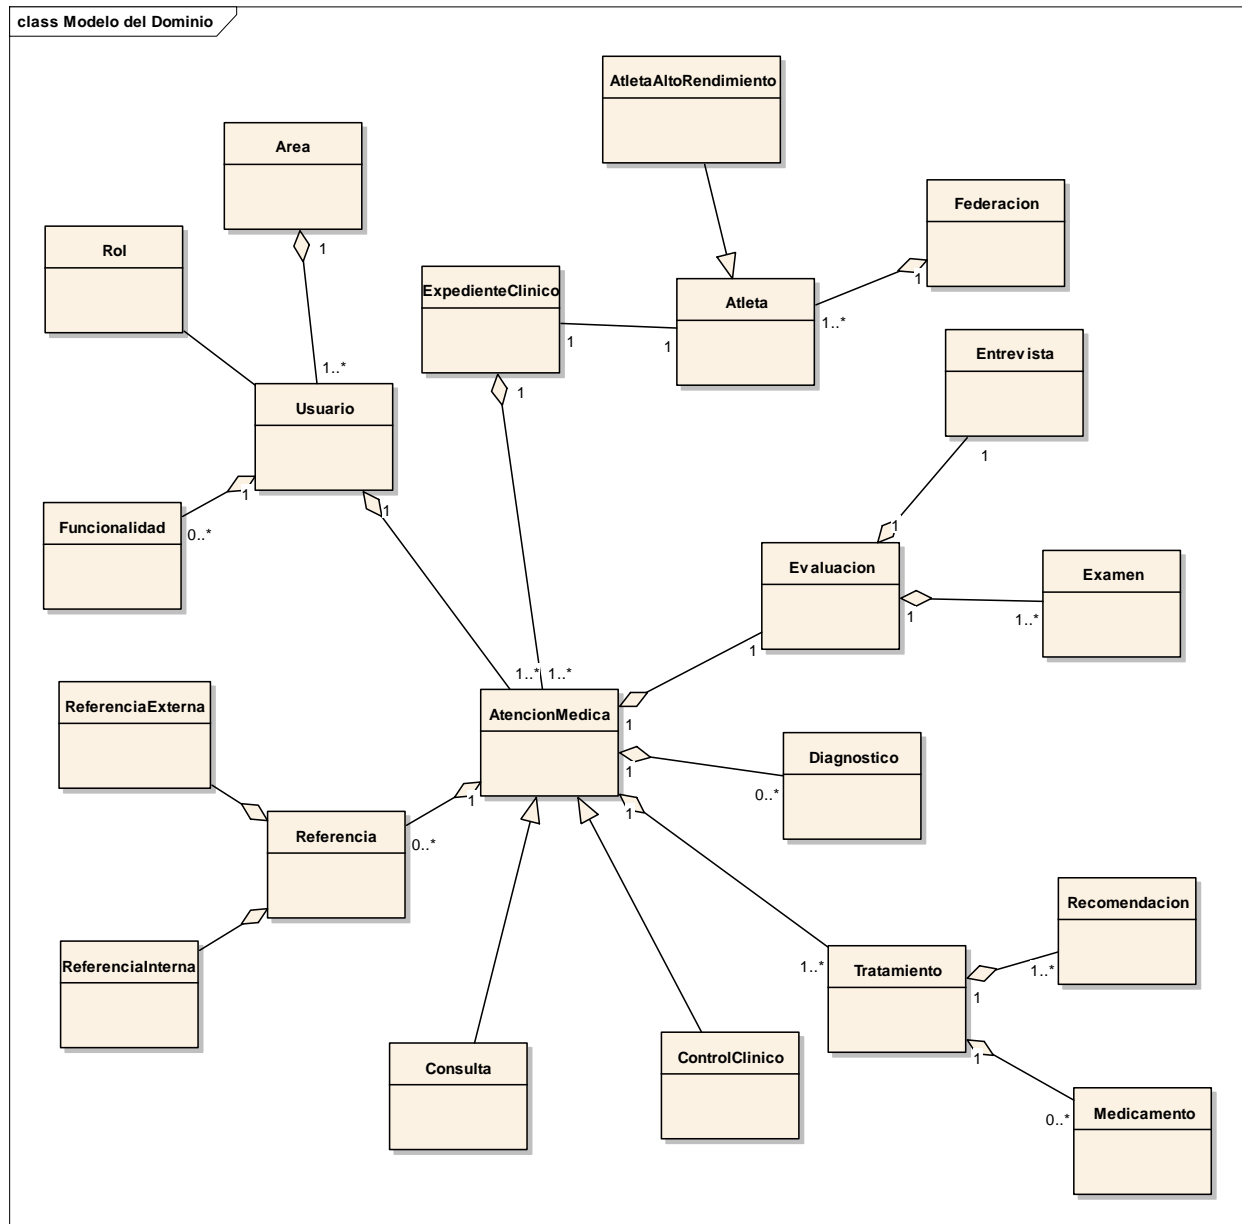 class Modelo del Dominio
AtletaAltoRendimiento
Area
Federacion
Rol
1
1
ExpedienteClinico
Atleta
1..*
1
1
Entrevista
1..*
1
Usuario
1
1
1
0..*
Funcionalidad
1
Evaluacion
Examen
1
1..*
1
1..*
1..*
ReferenciaExterna
AtencionMedica
1
Diagnostico
1
0..*
1
1
Referencia
0..*
Recomendacion
ReferenciaInterna
1..*
Tratamiento
1..*
1
Consulta
ControlClinico
1
Medicamento
0..*